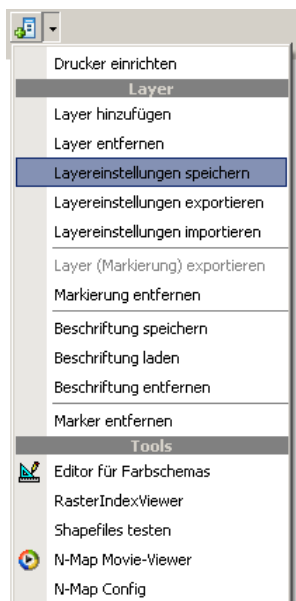 Drucker einrichten
Layer
Layer hinzufügen
Layer entfernen
Layereinstellungen speichern
Layereinstellungen exportieren
Layereinstellungen importieren
Layer (Markierung) exportieren
Markierung entfernen
Beschriftung speichern
Beschriftung laden
Beschriftung entfernen
Marker entfernen
Tools
Editor für Farbschemas
RasterIndexViewer
Shapefiles testen
N-Map Movie-Viewer
N-Map Config